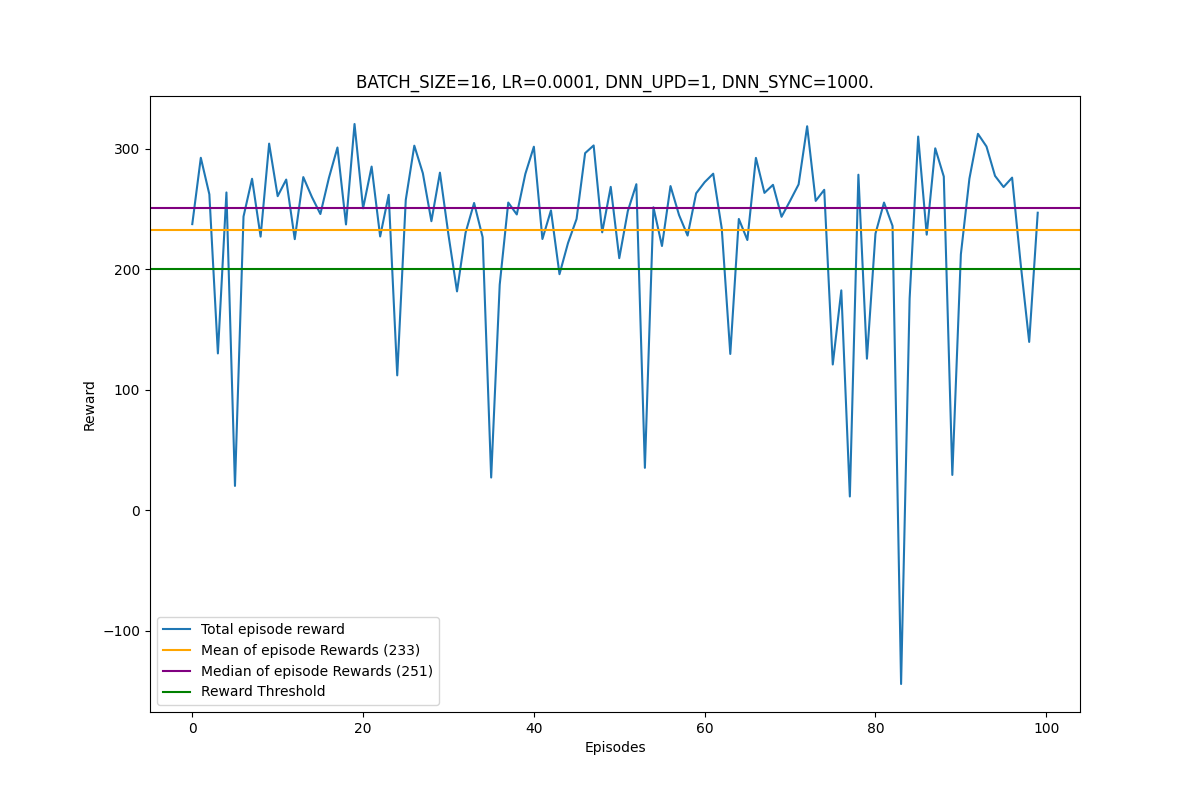 BATCH_SIZE=16, LR=0.0001, DNN_UPD=1, DNN_SYNC=1000.
300
200
100
0
−100
Reward
Total episode reward
Mean of episode Rewards (233)
Median of episode Rewards (251)
Reward Threshold
0 20 40 60 80 100
Episodes